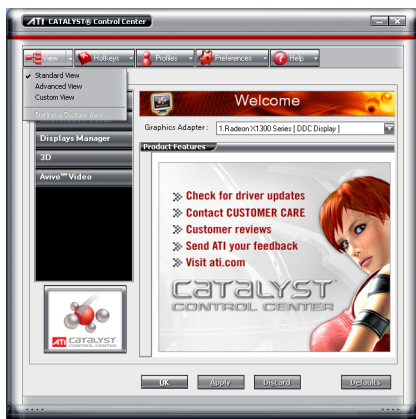 ATI CATALYST® Control Center
View Hotkeys Profiles Preferences Help
Standard View
Advanced View
Custom View
Welcome
Graphics Adapter : 1.Radeon X1300 Series [ DDC Display ]
Displays Manager
3D
Avivo™ Video
Product Features
Check for driver updates
Contact CUSTOMER CARE
Customer reviews
Send ATI your feedback
Visit ati.com
CATALYST
CONTROL CENTER
ATI CATALYST
CONTROL CENTER
OK Apply Discard Defaults